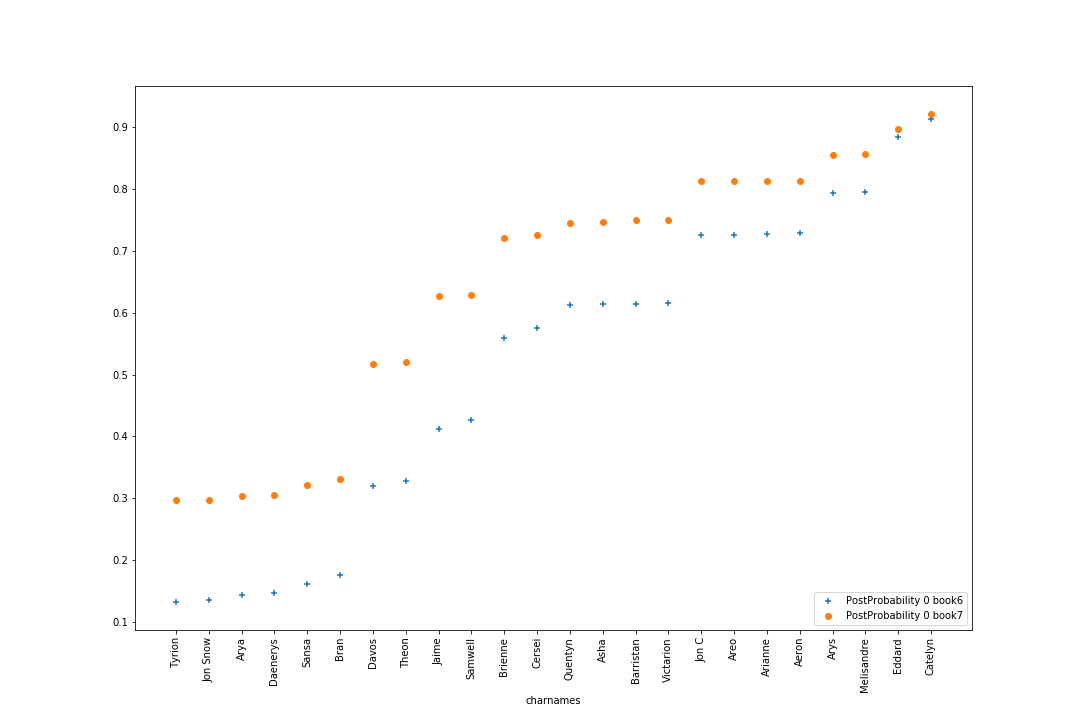 0.9
0.8
0.7
0.6
0.5
0.4
0.3
0.2
0.1
PostProbability 0 book6
PostProbability 0 book7
Tyrion
Jon Snow
Arya
Daenerys
Sansa
Bran
Davos
Theon
Jaime
Samwell
Brienne
Cersei
Quentyn
Asha
Barristan
Victarion
Jon C
Areo
Arianne
Aeron
Arys
Melisandre
Eddard
Catelyn
charnames